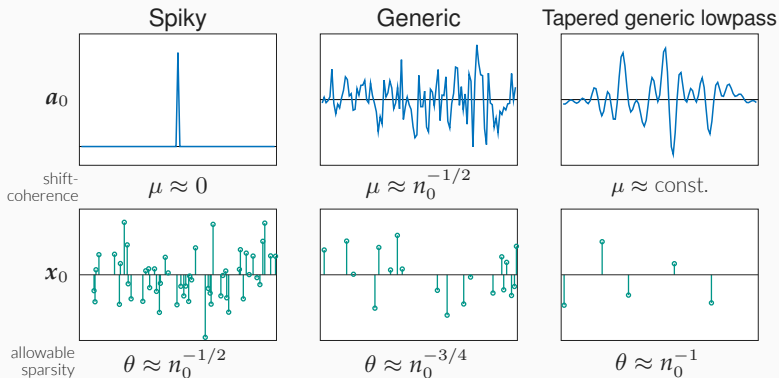 Spiky Generic Tapered generic lowpass
a₀
shift-
coherence
μ ≈ 0 μ ≈ n₀^{-1/2} μ ≈ const.
x₀
allowable
sparsity
θ ≈ n₀^{-1/2} θ ≈ n₀^{-3/4} θ ≈ n₀^{-1}